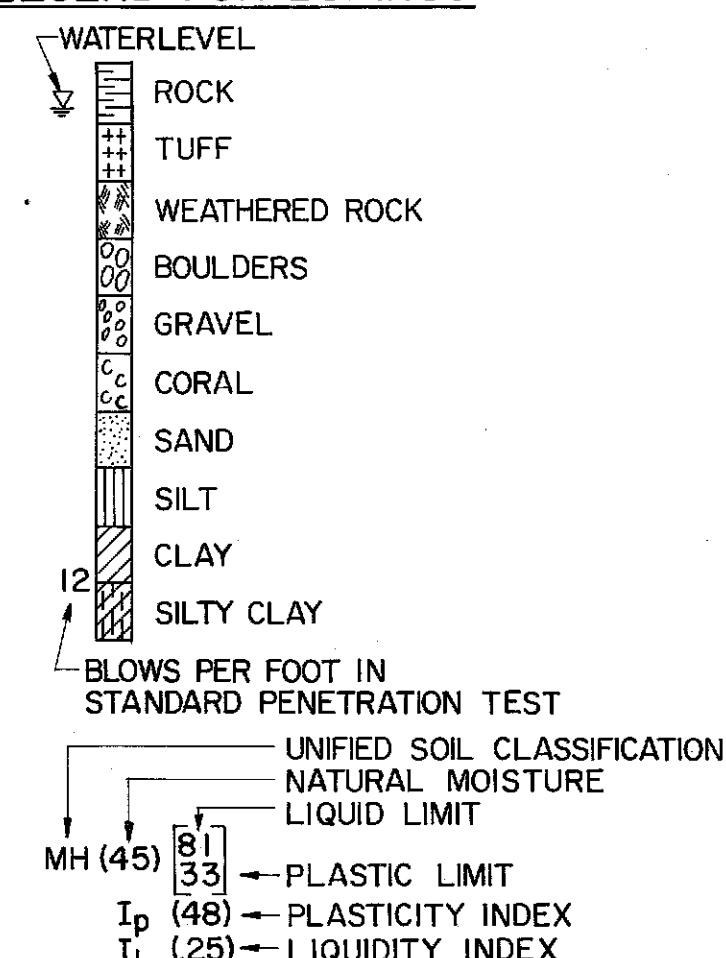 WATERLEVEL
ROCK
TUFF
WEATHERED ROCK
BOULDERS
GRAVEL
CORAL
SAND
SILT
CLAY
12
SILTY CLAY
BLOWS PER FOOT IN
STANDARD PENETRATION TEST
UNIFIED SOIL CLASSIFICATION
NATURAL MOISTURE
LIQUID LIMIT
MH (45) 81
33 PLASTIC LIMIT
Ip (48) PLASTICITY INDEX
IL (.25) LIQUIDITY INDEX